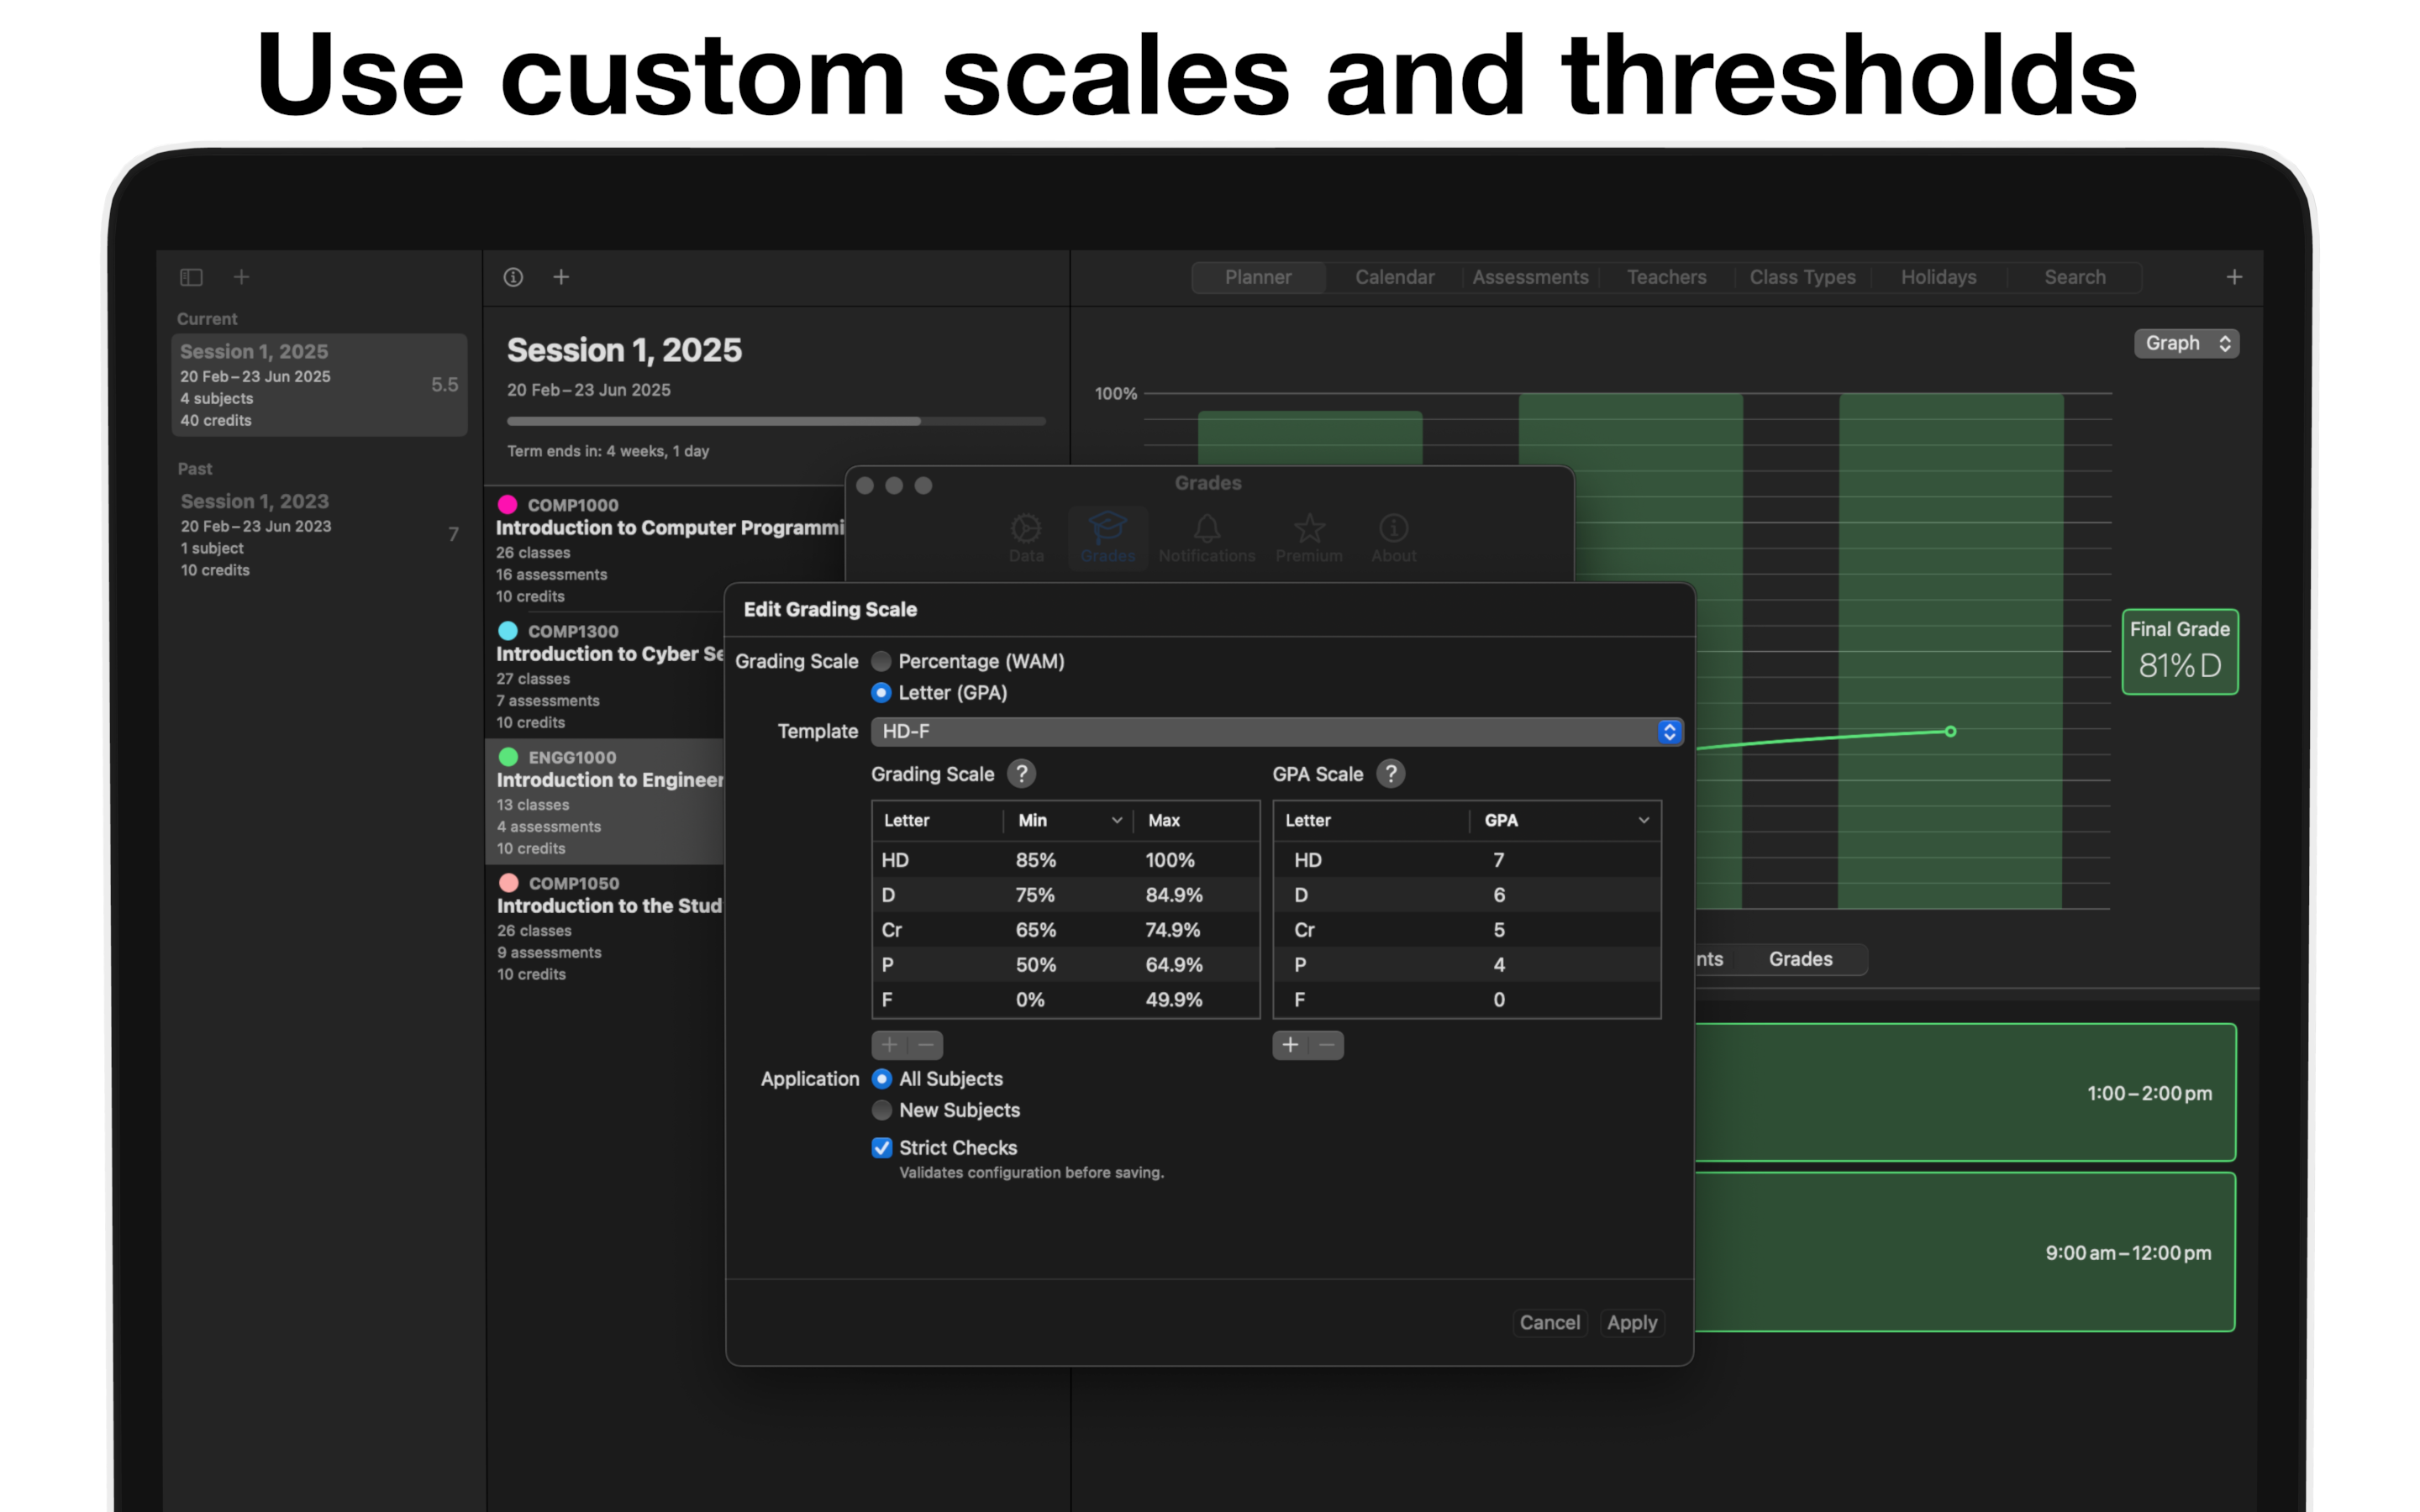 Use custom scales and thresholds
Current
Session 1, 2025
20 Feb – 23 Jun 2025
5.5
4 subjects
40 credits
Past
Session 1, 2023
20 Feb – 23 Jun 2023
7
1 subject
10 credits
Session 1, 2025
20 Feb – 23 Jun 2025
Term ends in: 4 weeks, 1 day
COMP1000
Introduction to Computer Programmi
26 classes
16 assessments
10 credits
COMP1300
Introduction to Cyber Se
27 classes
7 assessments
10 credits
ENGG1000
Introduction to Engineer
13 classes
4 assessments
10 credits
COMP1050
Introduction to the Stud
26 classes
9 assessments
10 credits
Planner Calendar Assessments Teachers Class Types Holidays Search
Graph
100%
Final Grade
81% D
nts Grades
1:00 – 2:00 pm
9:00 am – 12:00 pm
Grades
Data Grades Notifications Premium About
Edit Grading Scale
Grading Scale Percentage (WAM)
Letter (GPA)
Template HD-F
Grading Scale ? GPA Scale ?
Letter Min Max Letter GPA
HD 85% 100% HD 7
D 75% 84.9% D 6
Cr 65% 74.9% Cr 5
P 50% 64.9% P 4
F 0% 49.9% F 0
Application All Subjects
New Subjects
Strict Checks
Validates configuration before saving.
Cancel Apply